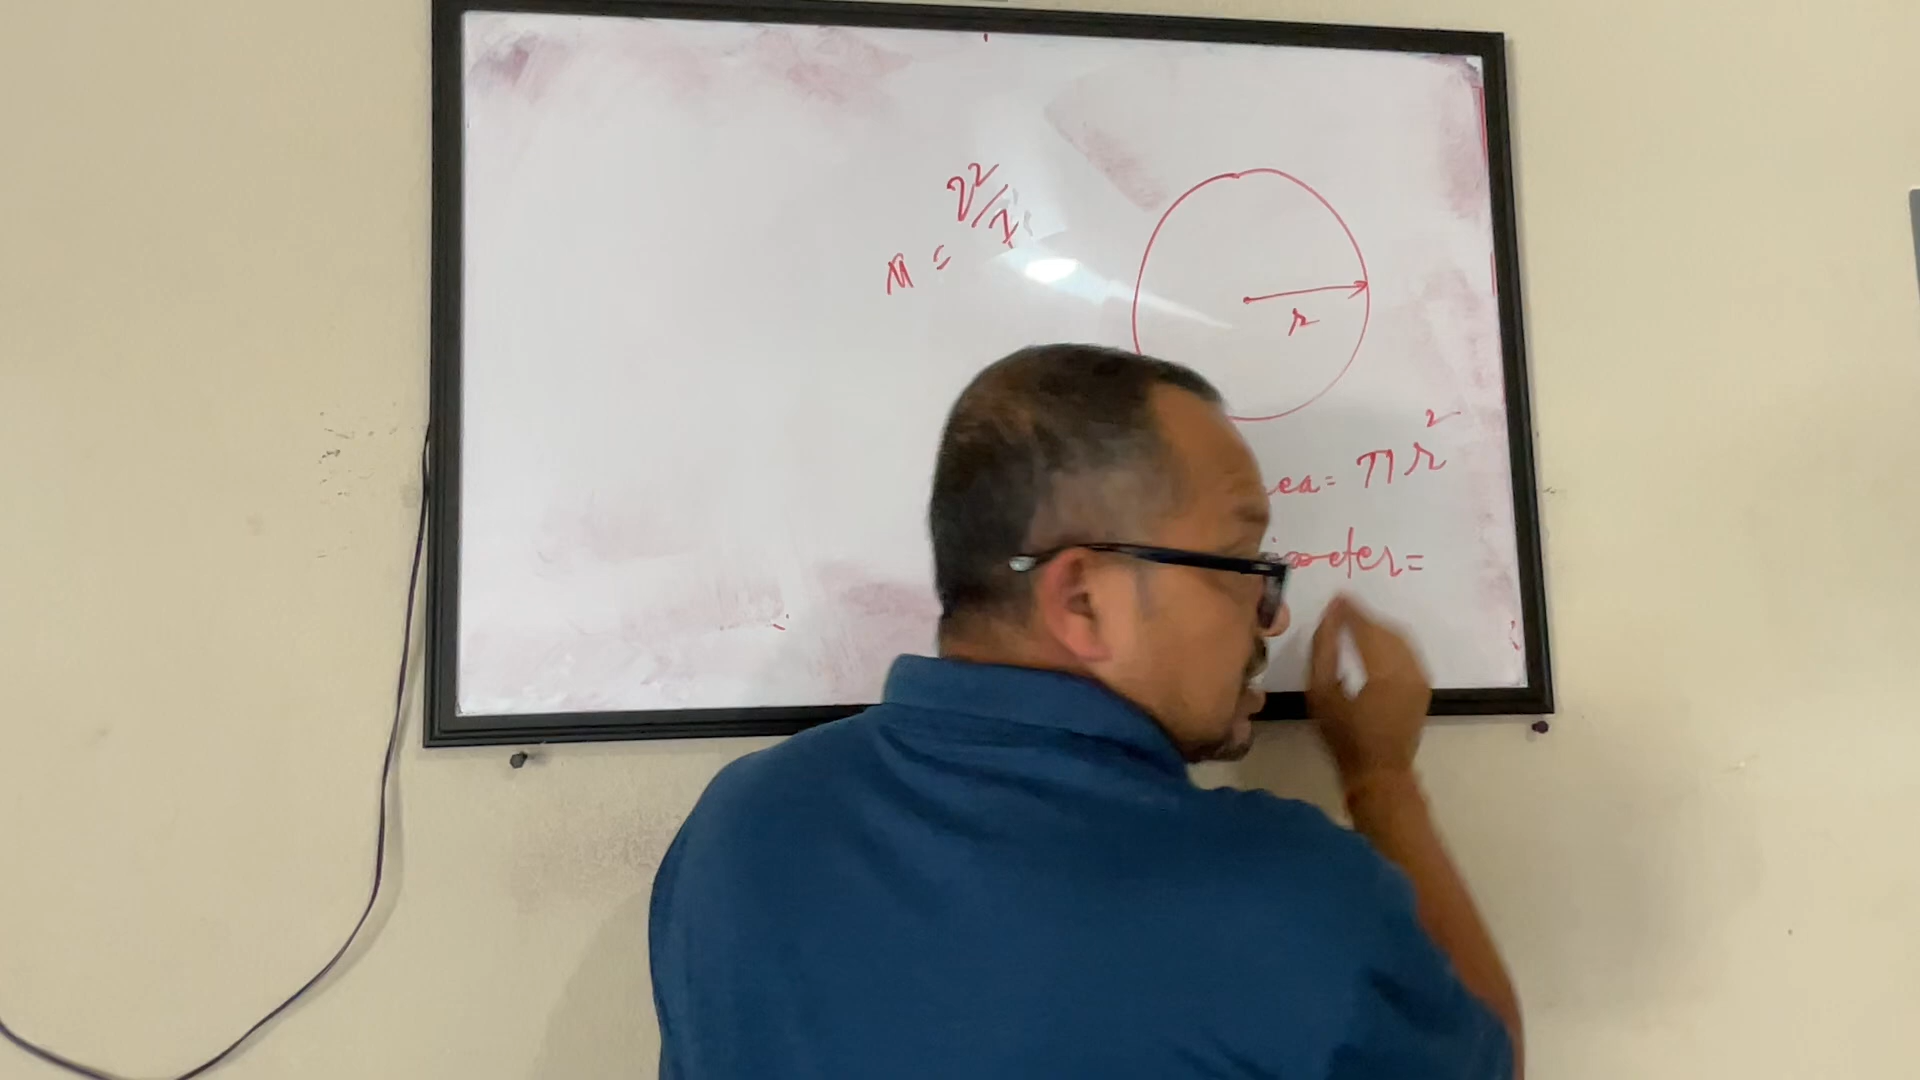 π = 22/7
r
ea = πr²
eter =